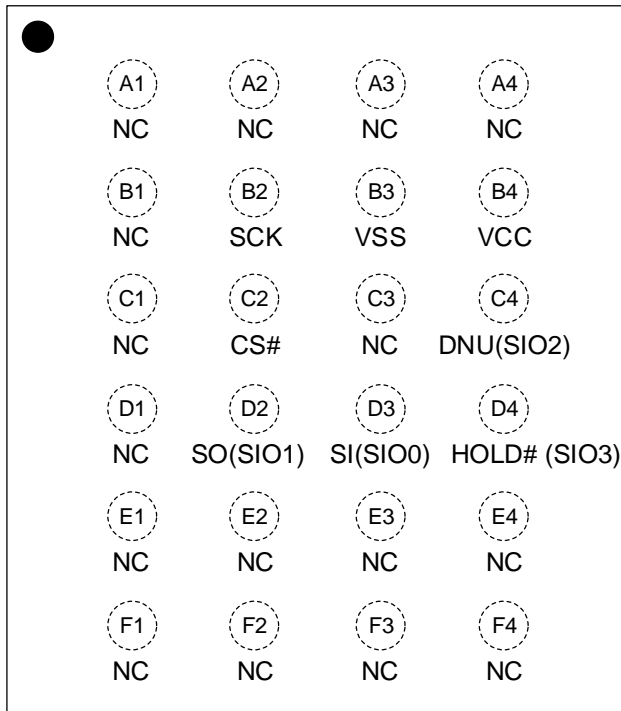 A1 A2 A3 A4
NC NC NC NC
B1 B2 B3 B4
NC SCK VSS VCC
C1 C2 C3 C4
NC CS# NC DNU(SIO2)
D1 D2 D3 D4
NC SO(SIO1) SI(SIO0) HOLD# (SIO3)
E1 E2 E3 E4
NC NC NC NC
F1 F2 F3 F4
NC NC NC NC